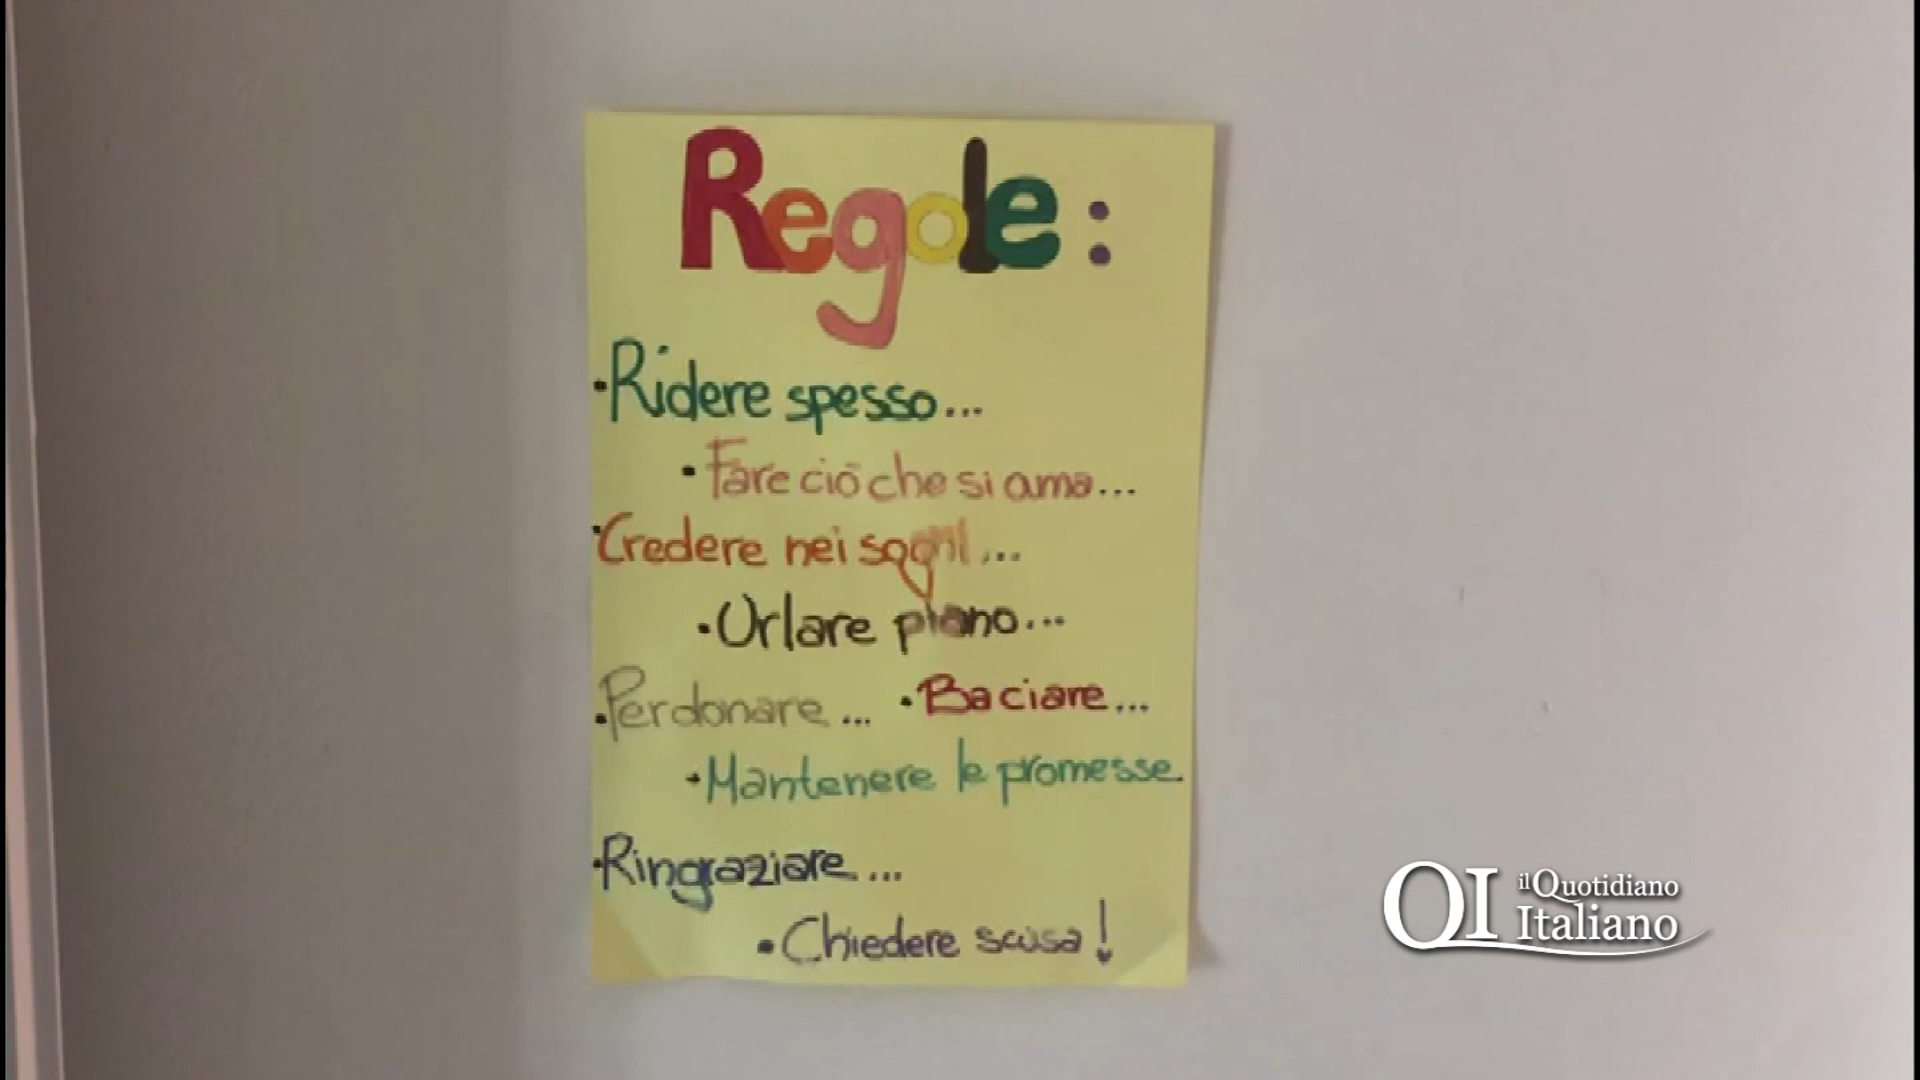 Regole:
·Ridere spesso...
·Fare ciò che si ama...
·Credere nei sogni...
·Urlare piano...
·Perdonare... ·Baciare...
·Mantenere le promesse.
·Ringraziare...
·Chiedere scusa!
QI il Quotidiano
Italiano